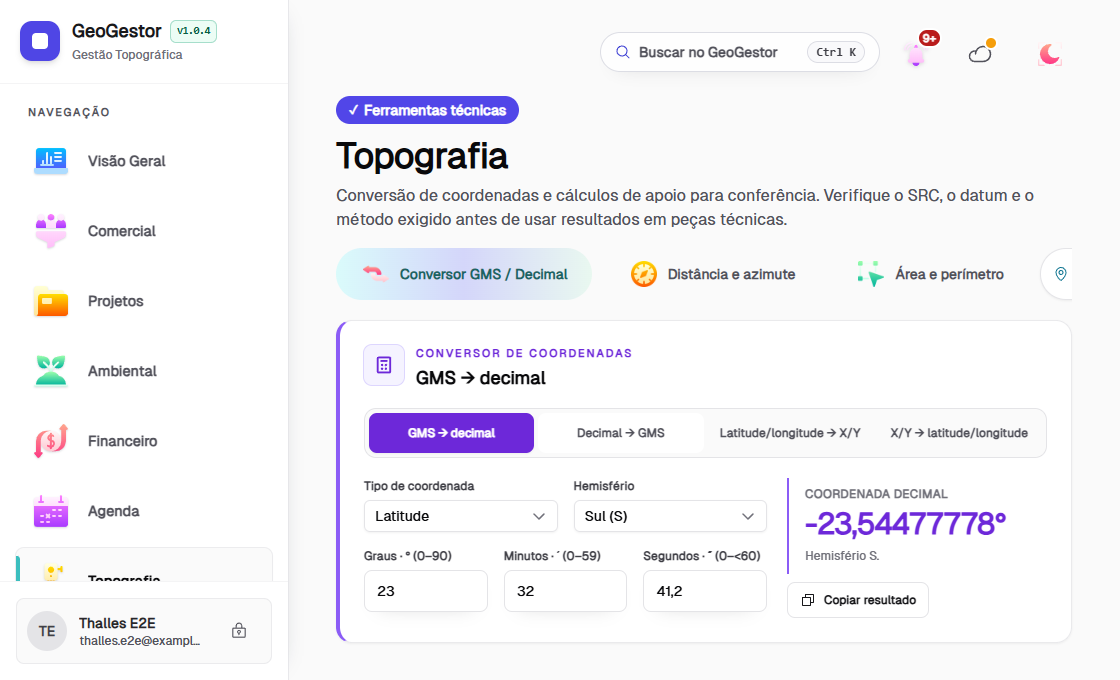 GeoGestor v1.0.4
Gestão Topográfica
NAVEGAÇÃO
Visão Geral
Comercial
Projetos
Ambiental
Financeiro
Agenda
Topografia
TE
Thalles E2E
thalles.e2e@exampl...
Buscar no GeoGestor Ctrl K
9+
✓ Ferramentas técnicas
Topografia
Conversão de coordenadas e cálculos de apoio para conferência. Verifique o SRC, o datum e o
método exigido antes de usar resultados em peças técnicas.
Conversor GMS / Decimal
Distância e azimute
Área e perímetro
CONVERSOR DE COORDENADAS
GMS → decimal
GMS → decimal
Decimal → GMS
Latitude/longitude → X/Y
X/Y → latitude/longitude
Tipo de coordenada
Latitude
Hemisfério
Sul (S)
Graus · ° (0–90)
23
Minutos · ′ (0–59)
32
Segundos · ″ (0–<60)
41,2
COORDENADA DECIMAL
-23,54477778°
Hemisfério S.
Copiar resultado